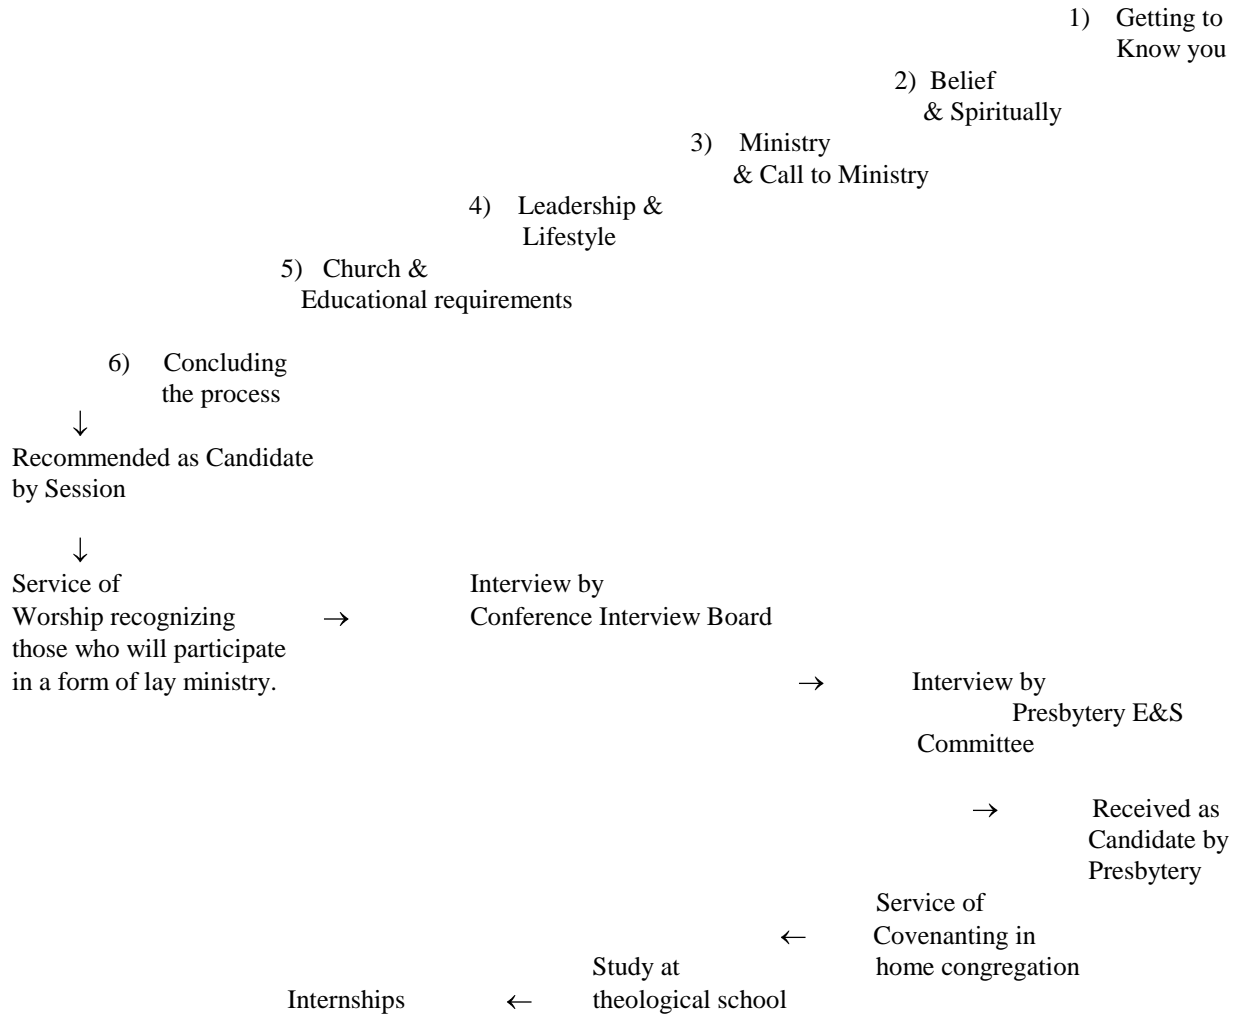 1) Getting to
Know you
2) Belief
& Spiritually
3) Ministry
& Call to Ministry
4) Leadership &
Lifestyle
5) Church &
Educational requirements
6) Concluding
the process
↓
Recommended as Candidate
by Session
↓
Service of
Worship recognizing
those who will participate
in a form of lay ministry.
→
Interview by
Conference Interview Board
→
Interview by
Presbytery E&S
Committee
→
Received as
Candidate by
Presbytery
Service of
Covenanting in
home congregation
←
Study at
theological school
←
Internships